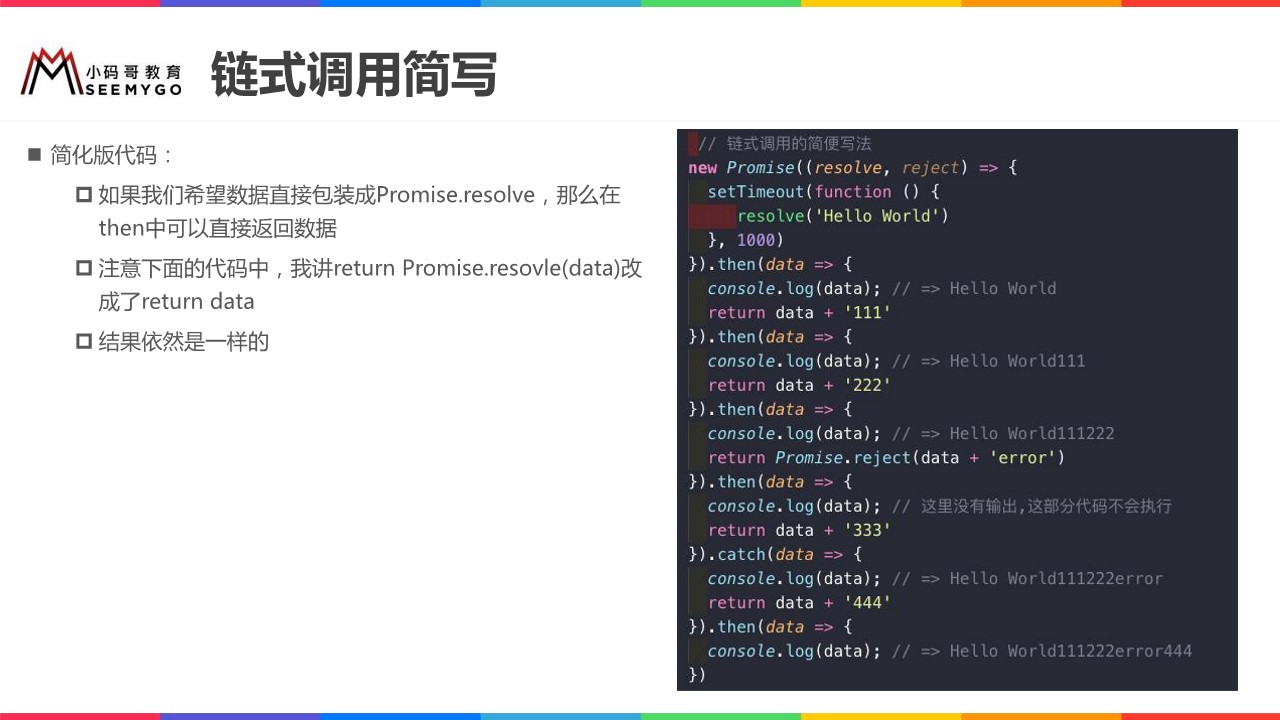 小码哥教育
SEEMYGO
链式调用简写
简化版代码：
如果我们希望数据直接包装成Promise.resolve，那么在
then中可以直接返回数据
注意下面的代码中，我讲return Promise.resovle(data)改
成了return data
结果依然是一样的
// 链式调用的简便写法
new Promise((resolve, reject) => {
  setTimeout(function () {
     resolve('Hello World')
  }, 1000)
}).then(data => {
  console.log(data); // => Hello World
  return data + '111'
}).then(data => {
  console.log(data); // => Hello World111
  return data + '222'
}).then(data => {
  console.log(data); // => Hello World111222
  return Promise.reject(data + 'error')
}).then(data => {
  console.log(data); // 这里没有输出,这部分代码不会执行
  return data + '333'
}).catch(data => {
  console.log(data); // => Hello World111222error
  return data + '444'
}).then(data => {
  console.log(data); // => Hello World111222error444
})